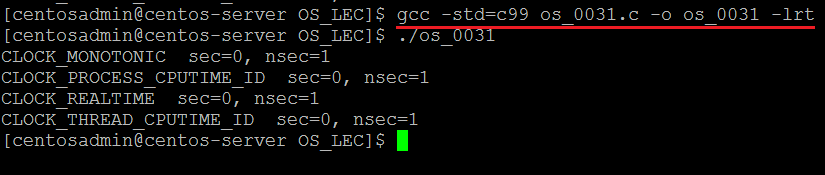 [centosadmin@centos-server OS_LEC]$ gcc -std=c99 os_0031.c -o os_0031 -lrt
[centosadmin@centos-server OS_LEC]$ ./os_0031
CLOCK_MONOTONIC  sec=0, nsec=1
CLOCK_PROCESS_CPUTIME_ID  sec=0, nsec=1
CLOCK_REALTIME  sec=0, nsec=1
CLOCK_THREAD_CPUTIME_ID  sec=0, nsec=1
[centosadmin@centos-server OS_LEC]$